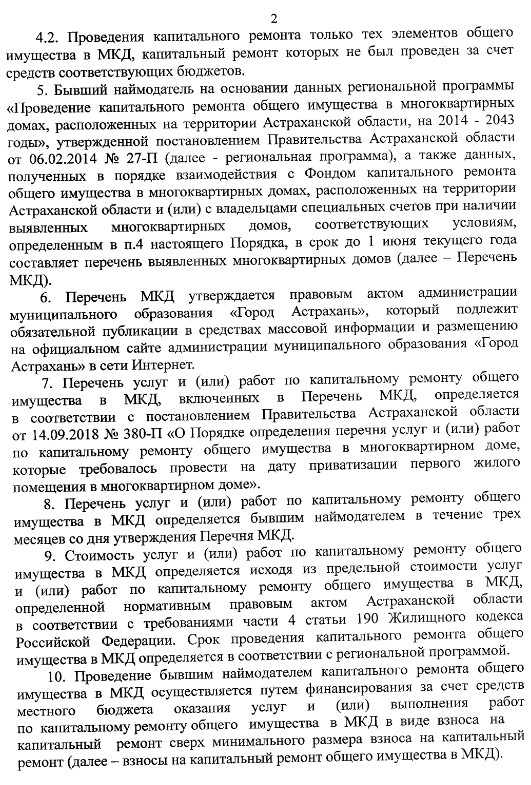 2
4.2. Проведения капитального ремонта только тех элементов общего
имущества в МКД, капитальный ремонт которых не был проведен за счет
средств соответствующих бюджетов.
5. Бывший наймодатель на основании данных региональной программы
«Проведение капитального ремонта общего имущества в многоквартирных
домах, расположенных на территории Астраханской области, на 2014 - 2043
годы», утвержденной постановлением Правительства Астраханской области
от 06.02.2014 № 27-П (далее - региональная программа), а также данных,
полученных в порядке взаимодействия с Фондом капитального ремонта
общего имущества в многоквартирных домах, расположенных на территории
Астраханской области и (или) с владельцами специальных счетов при наличии
выявленных многоквартирных домов, соответствующих условиям,
определенным в п.4 настоящего Порядка, в срок до 1 июня текущего года
составляет перечень выявленных многоквартирных домов (далее – Перечень
МКД).
6. Перечень МКД утверждается правовым актом администрации
муниципального образования «Город Астрахань», который подлежит
обязательной публикации в средствах массовой информации и размещению
на официальном сайте администрации муниципального образования «Город
Астрахань» в сети Интернет.
7. Перечень услуг и (или) работ по капитальному ремонту общего
имущества в МКД, включенных в Перечень МКД, определяется
в соответствии с постановлением Правительства Астраханской области
от 14.09.2018 № 380-П «О Порядке определения перечня услуг и (или) работ
по капитальному ремонту общего имущества в многоквартирном доме,
которые требовалось провести на дату приватизации первого жилого
помещения в многоквартирном доме».
8. Перечень услуг и (или) работ по капитальному ремонту общего
имущества в МКД определяется бывшим наймодателем в течение трех
месяцев со дня утверждения Перечня МКД.
9. Стоимость услуг и (или) работ по капитальному ремонту общего
имущества в МКД определяется исходя из предельной стоимости услуг
и (или) работ по капитальному ремонту общего имущества в МКД,
определенной нормативным правовым актом Астраханской области
в соответствии с требованиями части 4 статьи 190 Жилищного кодекса
Российской Федерации. Срок проведения капитального ремонта общего
имущества в МКД определяется в соответствии с региональной программой.
10. Проведение бывшим наймодателем капитального ремонта общего
имущества в МКД осуществляется путем финансирования за счет средств
местного бюджета оказания услуг и (или) выполнения работ
по капитальному ремонту общего имущества в МКД в виде взноса на
капитальный ремонт сверх минимального размера взноса на капитальный
ремонт (далее – взносы на капитальный ремонт общего имущества в МКД).